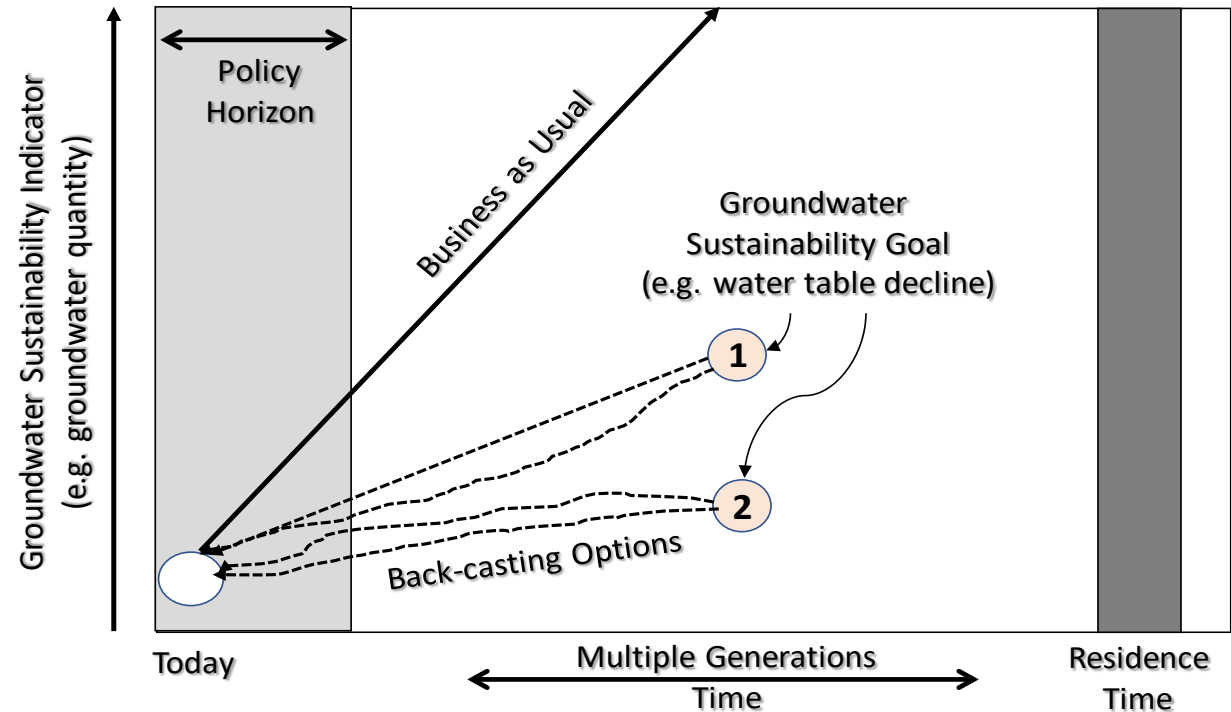 Groundwater Sustainability Indicator
(e.g. groundwater quantity)
Policy
Horizon
Business as Usual
Groundwater
Sustainability Goal
(e.g. water table decline)
1
2
Back-casting Options
Today
Multiple Generations
Time
Residence
Time